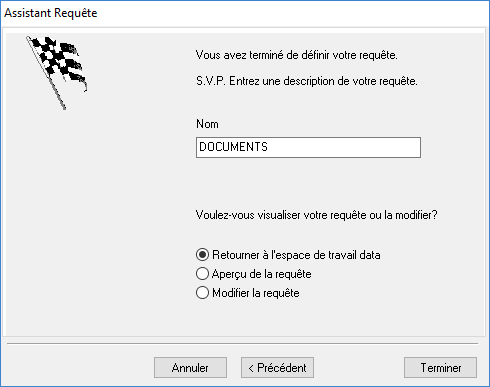 Assistant Requête
Vous avez terminé de définir votre requête.
S.V.P. Entrez une description de votre requête.
Nom
DOCUMENTS
Voulez-vous visualiser votre requête ou la modifier?
Retourner à l'espace de travail data
Aperçu de la requête
Modifier la requête
Annuler
< Précédent
Terminer